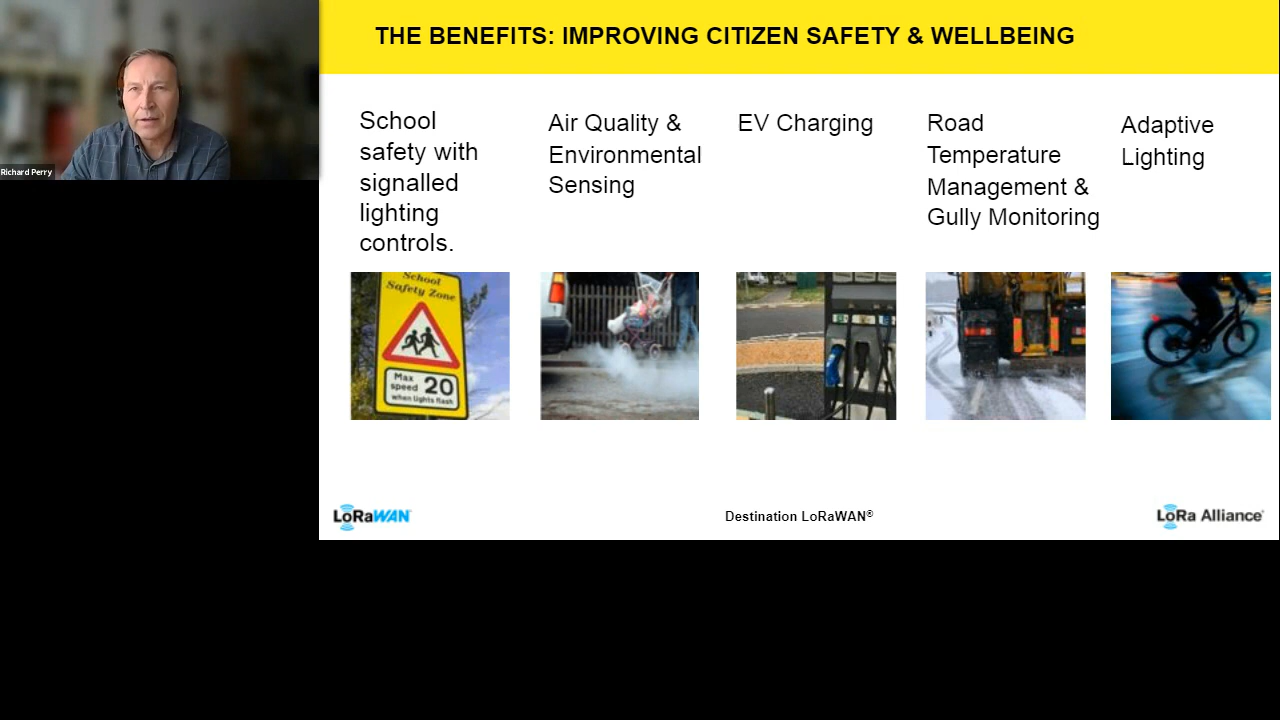 THE BENEFITS: IMPROVING CITIZEN SAFETY & WELLBEING
Richard Perry
School
safety with
signalled
lighting
controls.
Air Quality &
Environmental
Sensing
EV Charging
Road
Temperature
Management &
Gully Monitoring
Adaptive
Lighting
School
Safety Zone
Max
speed 20
when lights flash
LoRaWAN
Destination LoRaWAN®
LoRa Alliance